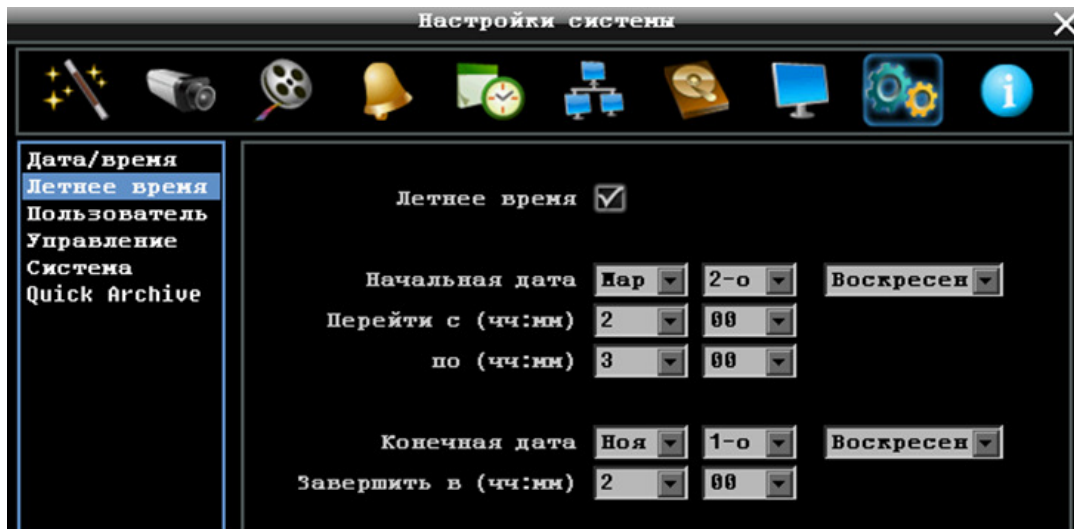 Настройки системы
Дата/время
Летнее время
Пользователь
Управление
Система
Quick Archive
Летнее время
Начальная дата Мар 2-о Воскресен
Перейти с (чч:мм) 2 00
по (чч:мм) 3 00
Конечная дата Ноя 1-о Воскресен
Завершить в (чч:мм) 2 00